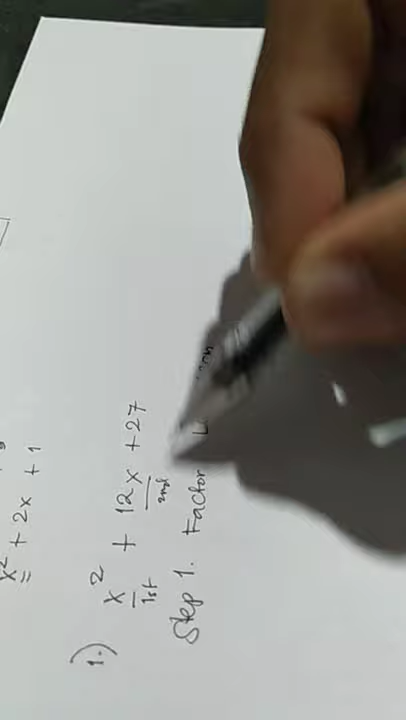 x² + 2x + 1
1.) x² + 12x + 27
1st 2nd
Step 1. Factor